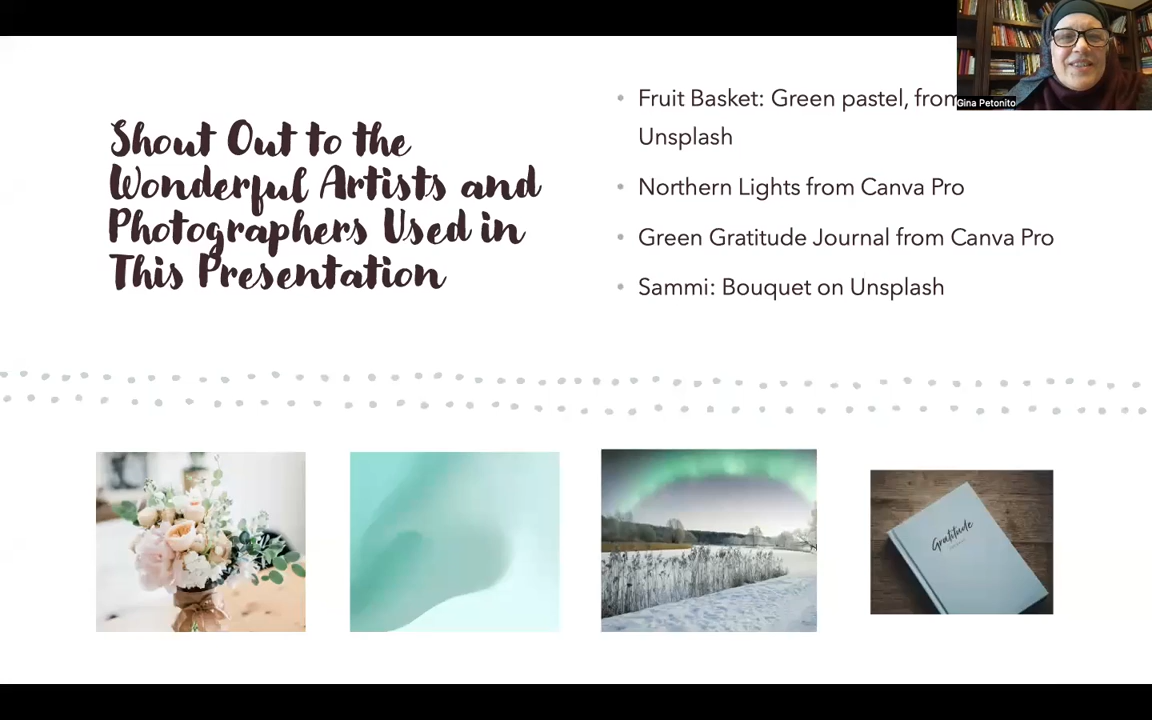 Shout Out to the
Wonderful Artists and
Photographers Used in
This Presentation
Fruit Basket: Green pastel, from
Unsplash
Northern Lights from Canva Pro
Green Gratitude Journal from Canva Pro
Sammi: Bouquet on Unsplash
Gina Petonito
Gratitude